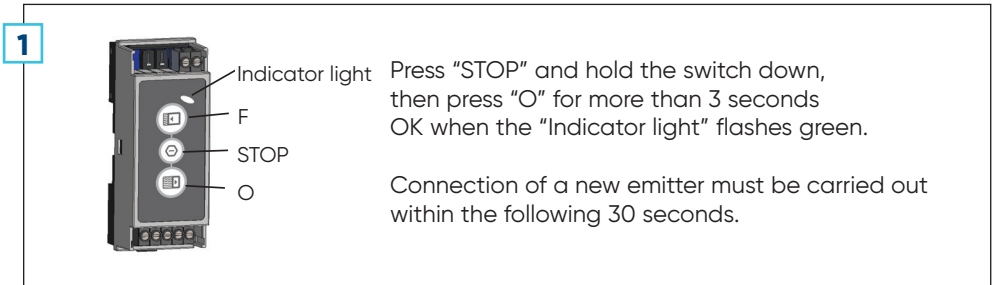 1
Indicator light
F
STOP
O
Press “STOP” and hold the switch down,
then press “O” for more than 3 seconds
OK when the “Indicator light” flashes green.
Connection of a new emitter must be carried out
within the following 30 seconds.